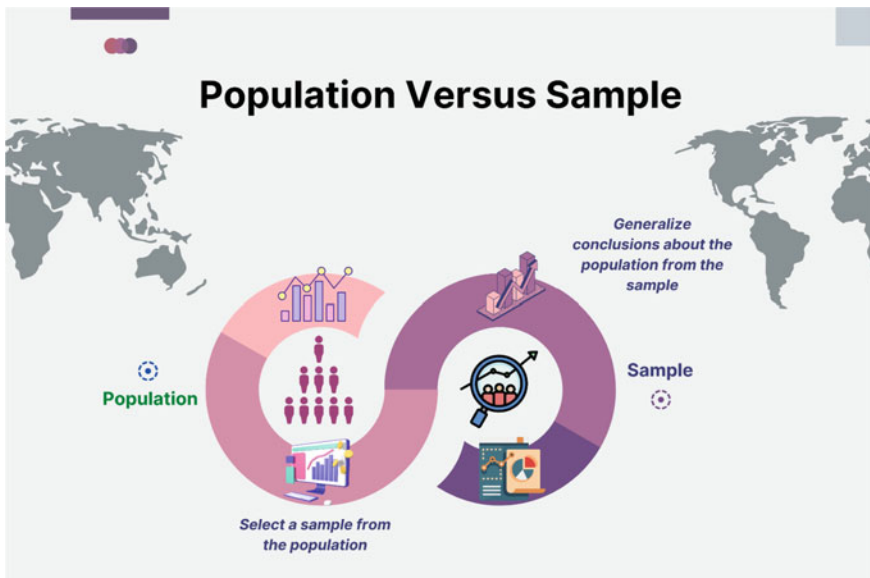 Population Versus Sample
Generalize
conclusions about the
population from the
sample
Population
Sample
Select a sample from
the population